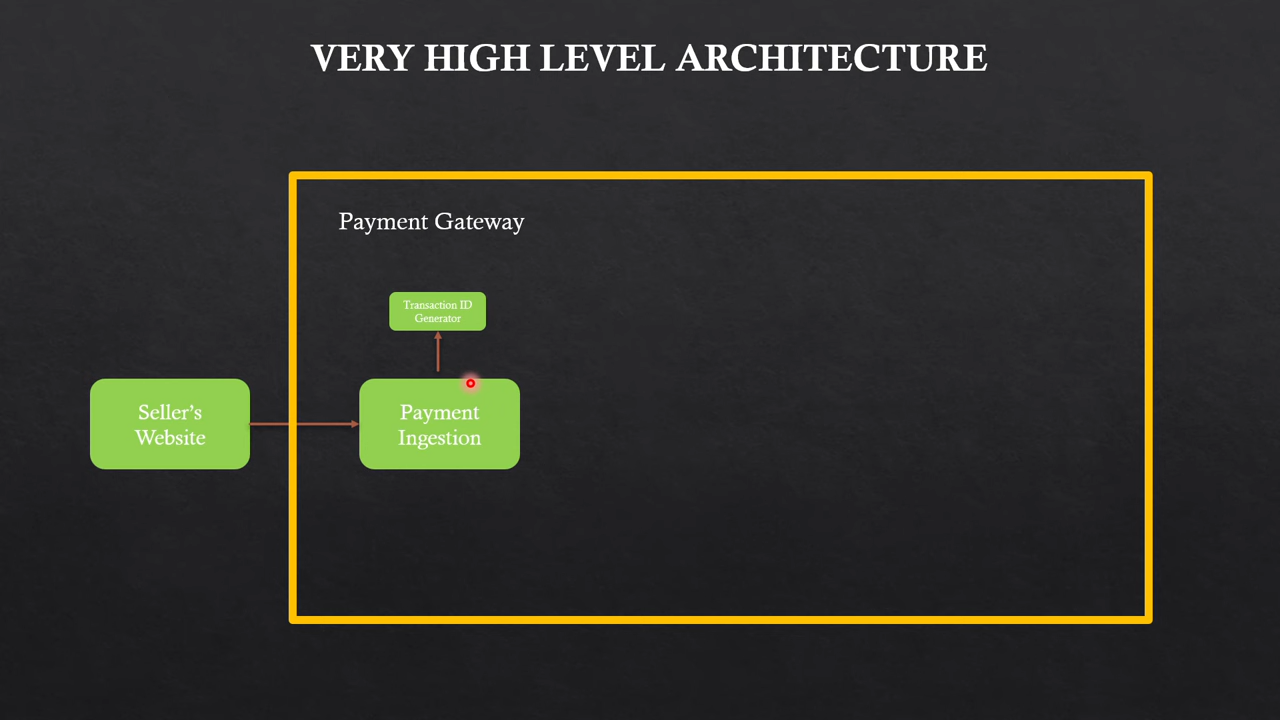 VERY HIGH LEVEL ARCHITECTURE
Payment Gateway
Transaction ID
Generator
Seller's
Website
Payment
Ingestion